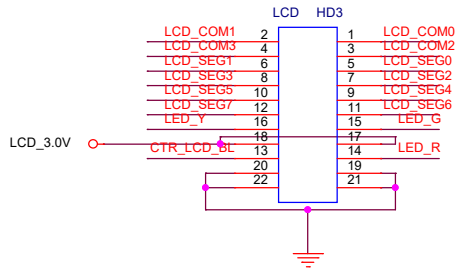 LCD HD3
LCD_COM1 2 1 LCD_COM0
LCD_COM3 4 3 LCD_COM2
LCD_SEG1 6 5 LCD_SEG0
LCD_SEG3 8 7 LCD_SEG2
LCD_SEG5 10 9 LCD_SEG4
LCD_SEG7 12 11 LCD_SEG6
LED_Y 16 15 LED_G
LCD_3.0V 18 17
CTR_LCD_BL 13 14 LED_R
20 19
22 21